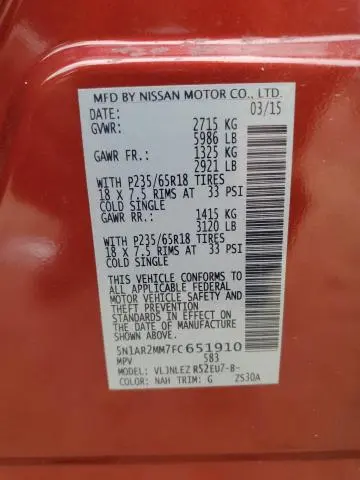 MFD BY NISSAN MOTOR CO., LTD.
DATE: 03/15
GVWR: 2715 KG
5986 LB
GAWR FR.: 1325 KG
2921 LB
WITH P235/65R18 TIRES
18 X 7.5 RIMS AT 33 PSI
COLD SINGLE
GAWR RR.: 1415 KG
3120 LB
WITH P235/65R18 TIRES
18 X 7.5 RIMS AT 33 PSI
COLD SINGLE
THIS VEHICLE CONFORMS TO
ALL APPLICABLE FEDERAL
MOTOR VEHICLE SAFETY
AND THEFT PREVENTION
STANDARDS IN EFFECT ON
THE DATE OF MANUFACTURE
SHOWN ABOVE.
5N1AR2MM7FC651910
MPV 583
MODEL: VLJNLEZ R52EU7-B-
COLOR: NAH TRIM: G ZS30A